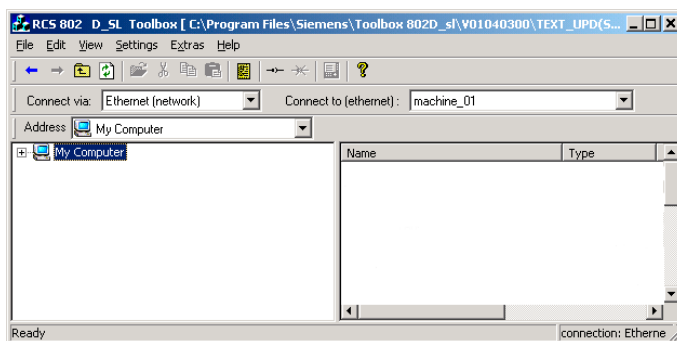 RCS 802 D_SL Toolbox [ C:\Program Files\Siemens\Toolbox 802D_sl\V01040300\TEXT_UPD(S...
File Edit View Settings Extras Help
Connect via: Ethernet (network) Connect to (ethernet) : machine_01
Address My Computer
My Computer Name Type
Ready connection: Etherne